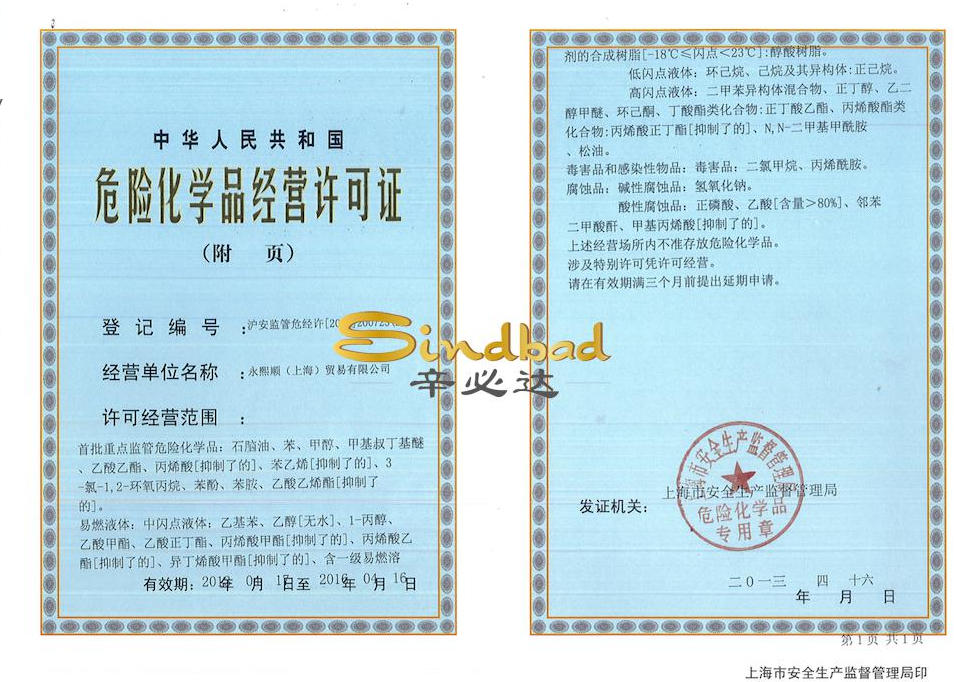 中华人民共和国
危险化学品经营许可证
（附 页）
登记编号：沪安监管危经许[20
经营单位名称：永熙顺（上海）贸易有限公司
许可经营范围：
首批重点监管危险化学品：石脑油、苯、甲醇、甲基叔丁基醚
、乙酸乙酯、丙烯酸[抑制了的]、苯乙烯[抑制了的]、3
-氯-1,2-环氧丙烷、苯酚、苯胺、乙酸乙烯酯[抑制了
的]。
易燃液体：中闪点液体：乙基苯、乙醇[无水]、1-丙醇、
乙酸甲酯、乙酸正丁酯、丙烯酸甲酯[抑制了的]、丙烯酸乙
酯[抑制了的]、异丁烯酸甲酯[抑制了的]、含一级易燃溶
有效期：201 年 0 月 1 日至 2016 年 04 月 16 日
剂的合成树脂[-18℃≤闪点＜23℃]:醇酸树脂。
低闪点液体：环己烷、己烷及其异构体:正己烷。
高闪点液体：二甲苯异构体混合物、正丁醇、乙二
醇甲醚、环己酮、丁酸酯类化合物:正丁酸乙酯、丙烯酸酯类
化合物:丙烯酸正丁酯[抑制了的]、N,N-二甲基甲酰胺
、松油。
毒害品和感染性物品：毒害品：二氯甲烷、丙烯酰胺。
腐蚀品：碱性腐蚀品：氢氧化钠。
酸性腐蚀品：正磷酸、乙酸[含量＞80%]、邻苯
二甲酸酐、甲基丙烯酸[抑制了的]。
上述经营场所内不准存放危险化学品。
涉及特别许可凭许可经营。
请在有效期满三个月前提出延期申请。
Sindbad
辛必达
发证机关：上海市安全生产监督管理局
上海市安全生产监督管理局
危险化学品
专用章
二０一三 年 四 月 十六 日
第1页 共1页
上海市安全生产监督管理局印